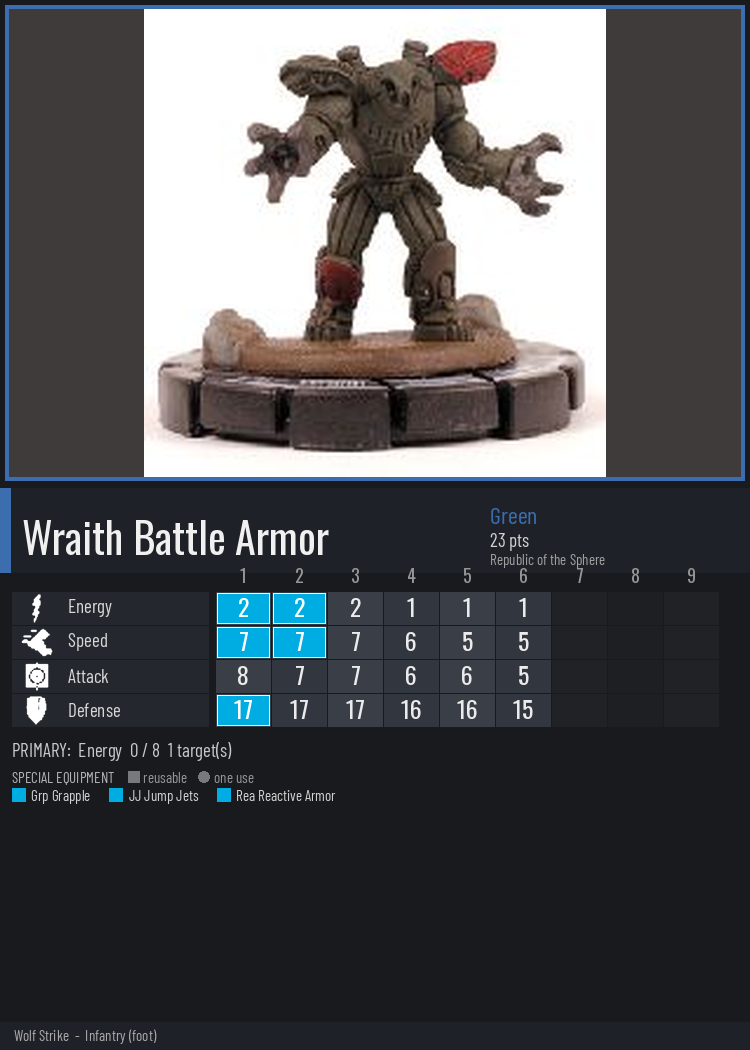 Wraith Battle Armor
Green
23 pts
Republic of the Sphere
1 2 3 4 5 6 7 8 9
Energy 2 2 2 1 1 1
Speed 7 7 7 6 5 5
Attack 8 7 7 6 6 5
Defense 17 17 17 16 16 15
PRIMARY: Energy 0 / 8 1 target(s)
SPECIAL EQUIPMENT reusable one use
Grp Grapple JJ Jump Jets Rea Reactive Armor
Wolf Strike - Infantry (foot)